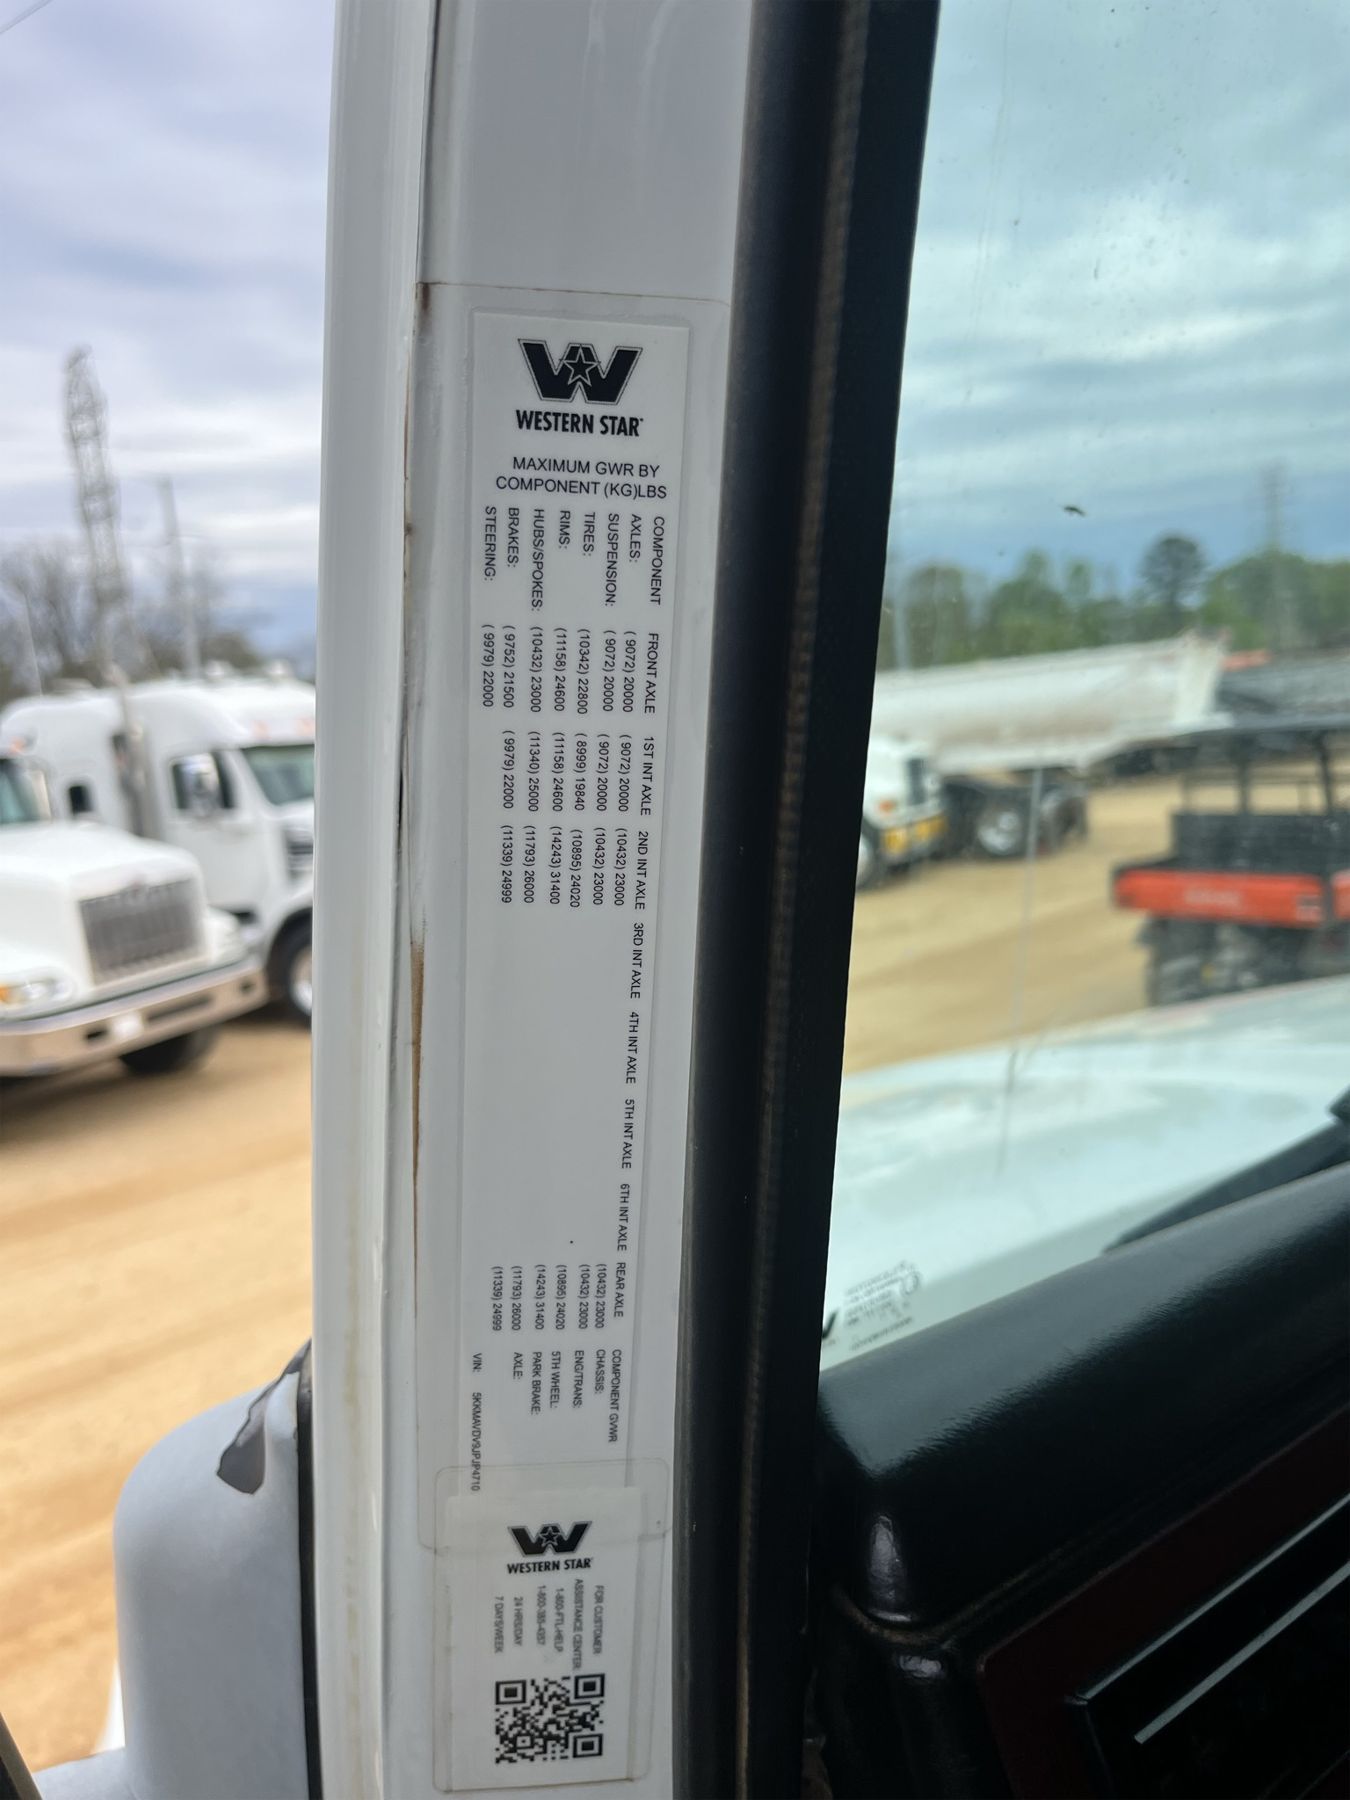 WESTERN STAR
MAXIMUM GWR BY
COMPONENT (KG)LBS
COMPONENT FRONT AXLE 1ST INT AXLE 2ND INT AXLE 3RD INT AXLE 4TH INT AXLE 5TH INT AXLE 6TH INT AXLE REAR AXLE COMPONENT GVWR
AXLES: ( 9072) 20000 ( 9072) 20000 (10432) 23000 (10432) 23000 CHASSIS:
SUSPENSION: ( 9072) 20000 ( 9072) 20000 (10432) 23000 (10432) 23000 ENG/TRANS:
TIRES: (10342) 22800 ( 8999) 19840 (10895) 24020 (10895) 24020 5TH WHEEL:
RIMS: (11158) 24600 (11158) 24600 (14243) 31400 (14243) 31400 PARK BRAKE:
HUBS/SPOKES: (10432) 23000 (11340) 25000 (11793) 26000 (11793) 26000 AXLE:
BRAKES: ( 9752) 21500 ( 9979) 22000 (11339) 24999 (11339) 24999
STEERING: ( 9979) 22000
VIN: 5KKMAVDV9JPJP4710
WESTERN STAR
FOR CUSTOMER
ASSISTANCE CENTER
1-800-FTL-HELP
1-800-385-4357
24 HRS/DAY
7 DAYS/WEEK